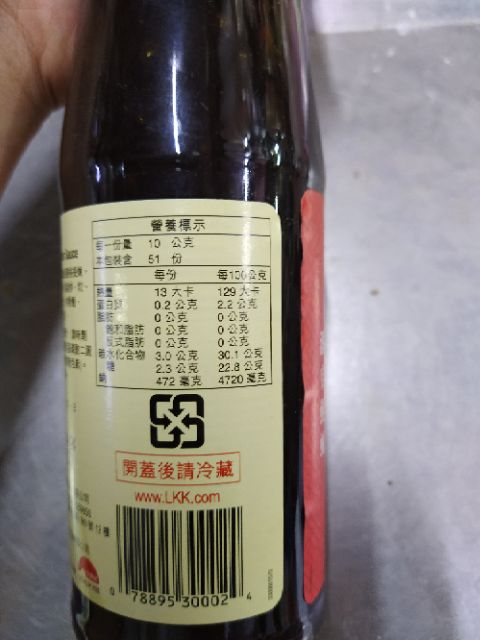 Sauce
營養標示
每一份量 10 公克
本包裝含 51 份
每份 每100公克
熱量 13 大卡 129 大卡
蛋白質 0.2 公克 2.2 公克
脂肪 0 公克 0 公克
飽和脂肪 0 公克 0 公克
反式脂肪 0 公克 0 公克
碳水化合物 3.0 公克 30.1 公克
糖 2.3 公克 22.8 公克
鈉 472 毫克 4720 毫克
開蓋後請冷藏
www.LKK.com
0 78895 30002 4